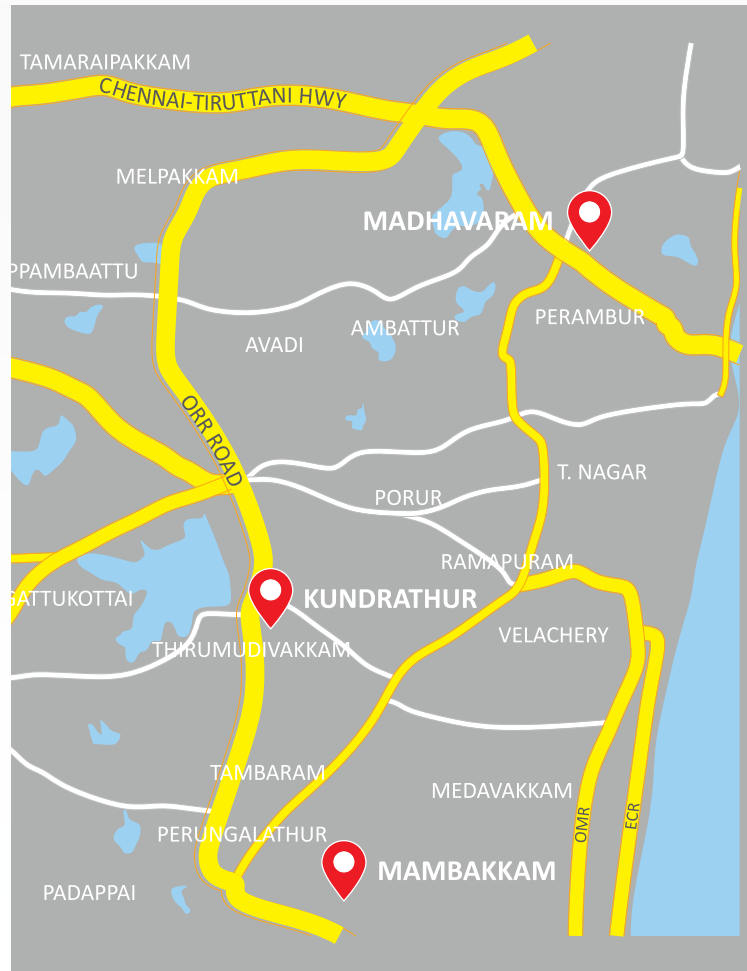 TAMARAIPAKKAM
CHENNAI-TIRUTTANI HWY
MELPAKKAM
MADHAVARAM
PPAMBAATTU
PERAMBUR
AMBATTUR
AVADI
ORR ROAD
T. NAGAR
PORUR
RAMAPURAM
GATTUKOTTAI
KUNDRATHUR
VELACHERY
THIRUMUDIVAKKAM
TAMBARAM
MEDAVAKKAM
OMR
ECR
PERUNGALATHUR
MAMBAKKAM
PADAPPAI